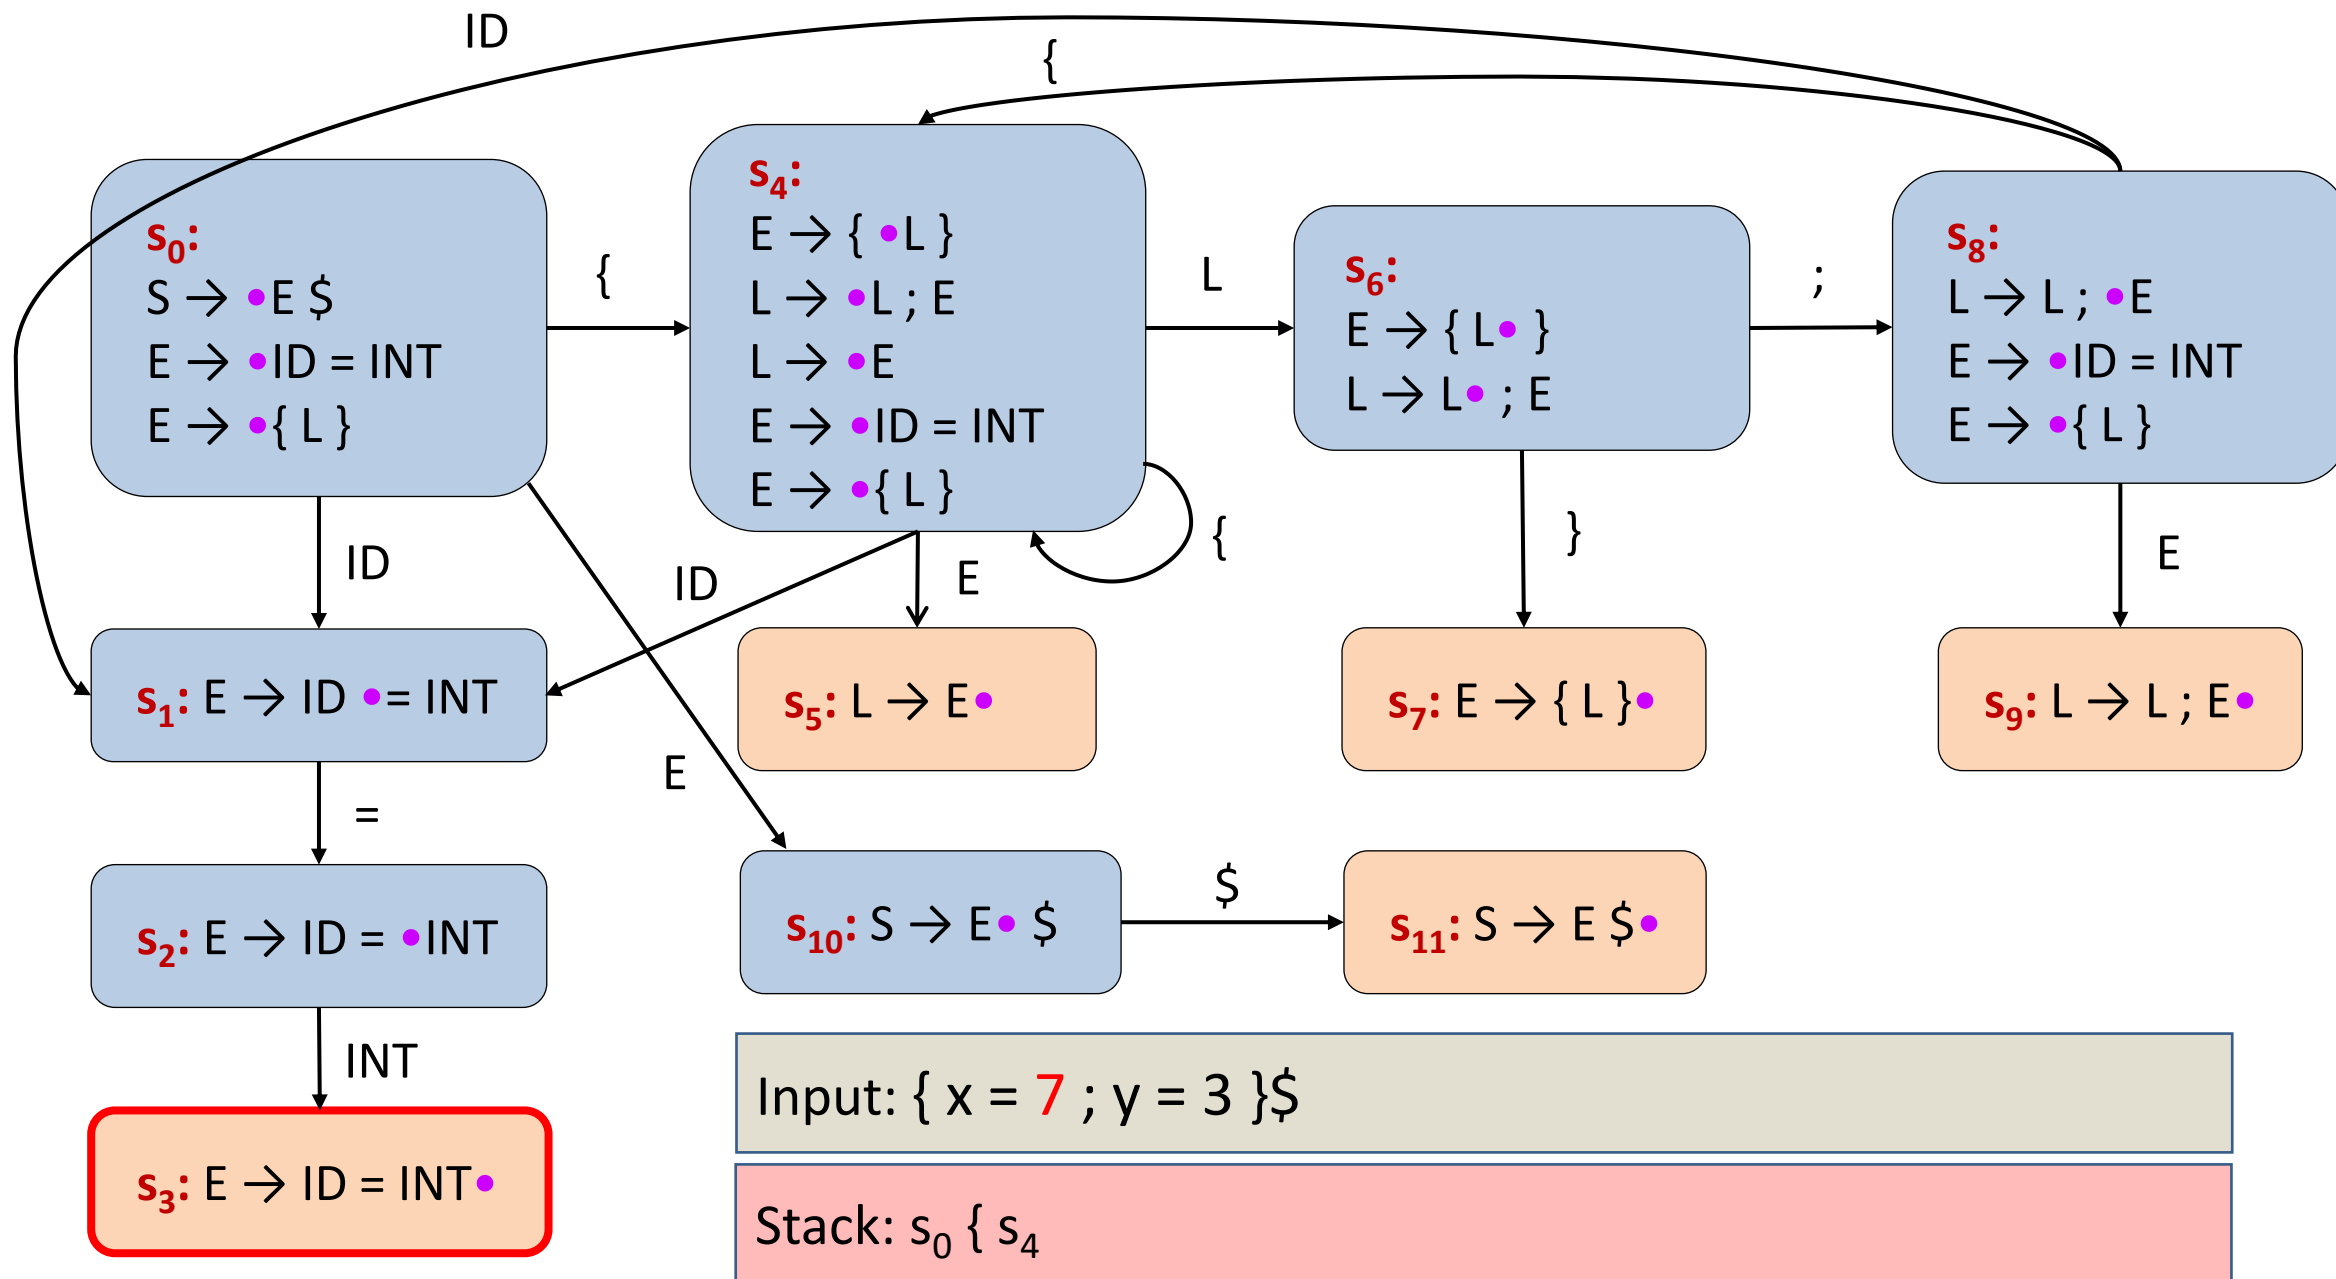 ID
{
s₀:
S → •E $
E → •ID = INT
E → •{ L }
{
s₄:
E → { •L }
L → •L ; E
L → •E
E → •ID = INT
E → •{ L }
L
s₆:
E → { L• }
L → L• ; E
;
s₈:
L → L ; •E
E → •ID = INT
E → •{ L }
ID
ID
E
{
}
E
s₁: E → ID •= INT
s₅: L → E•
s₇: E → { L }•
s₉: L → L ; E•
E
=
s₂: E → ID = •INT
s₁₀: S → E• $
$
s₁₁: S → E $•
INT
s₃: E → ID = INT•
Input: { x = 7 ; y = 3 }$
Stack: s₀ { s₄